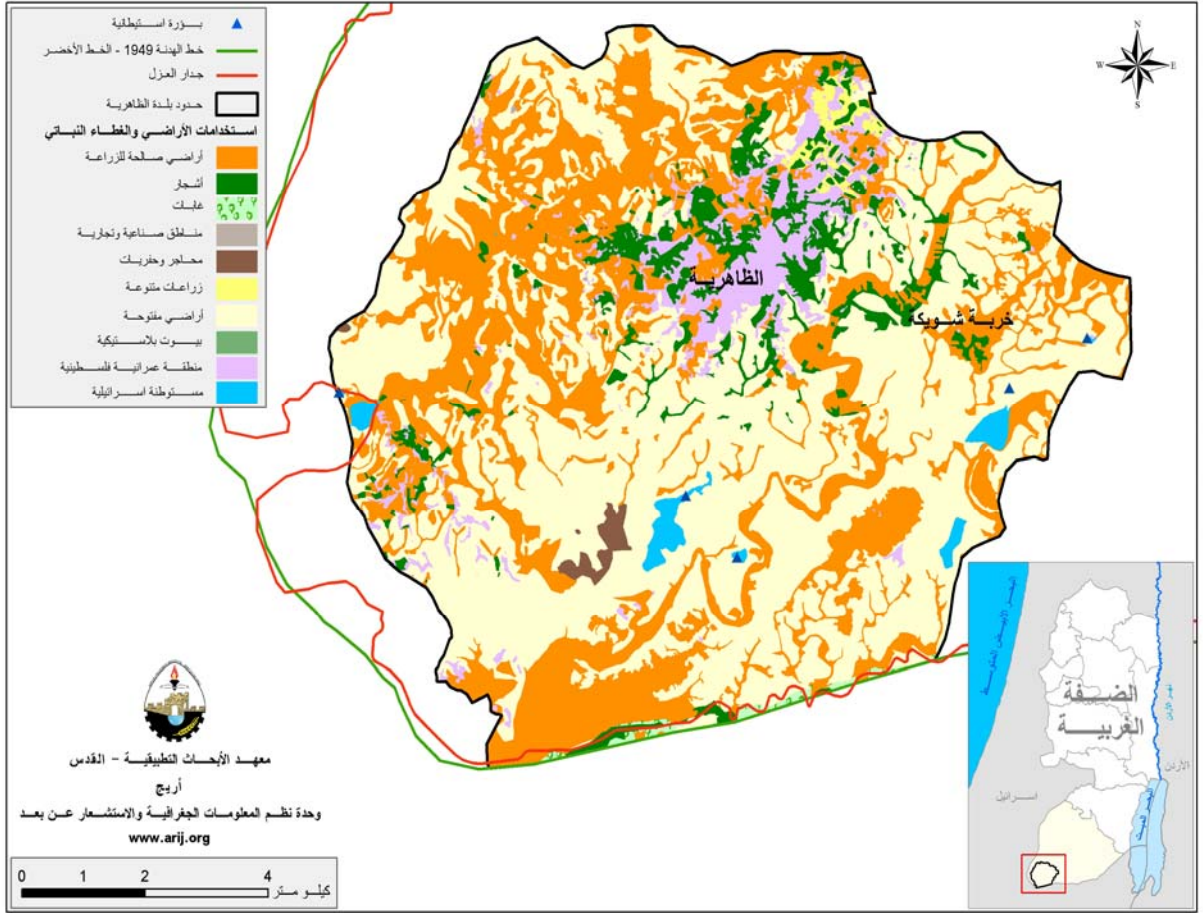 بـؤرة استيطانية
خط الهدنة 1949 - الخط الأخضر
جدار العزل
حدود بلدة الظاهرية
استخدامات الأراضي والغطاء النباتي
أراضي صالحة للزراعة
أشجار
غابات
مناطق صناعية وتجارية
محاجر وحفريات
زراعات متنوعة
أراضي مفتوحة
بيوت بلاستيكية
منطقة عمرانية فلسطينية
مستوطنة اسرائيلية
N
W
E
S
الظاهرية
خربة شويكة
معهد الأبحاث التطبيقية - القدس
أريج
وحدة نظم المعلومات الجغرافية والاستشعار عن بعد
www.arij.org
0 1 2 4
كيلو متر
البحر الأبيض المتوسط
الضفة
الغربية
نهر الأردن
الأردن
اسرائيل
البحر الميت